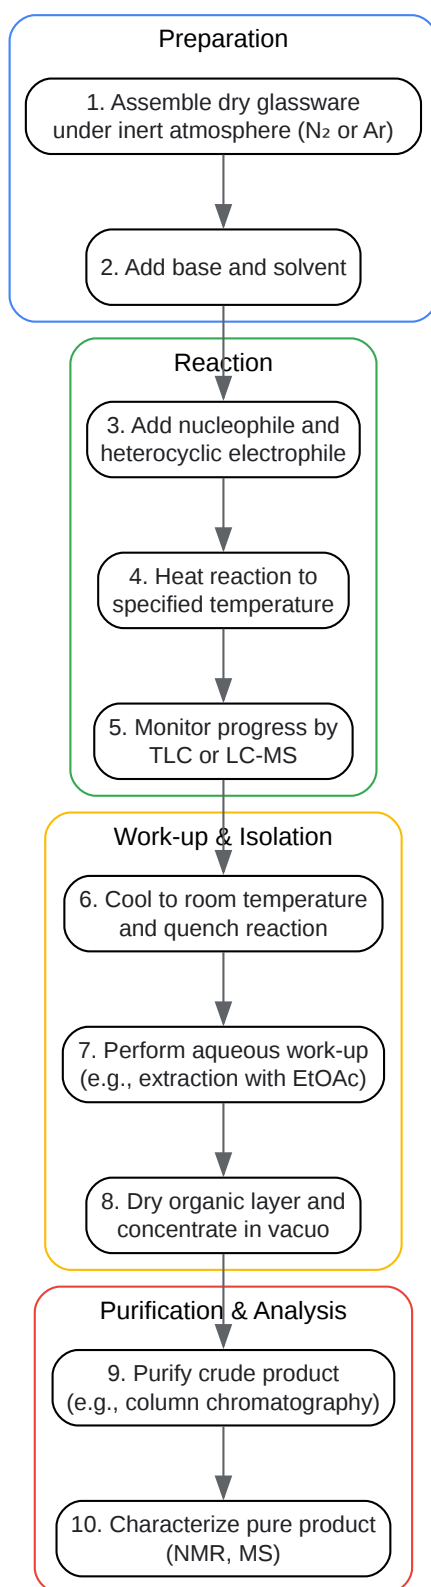 Preparation
1. Assemble dry glassware
under inert atmosphere (N₂ or Ar)
2. Add base and solvent
Reaction
3. Add nucleophile and
heterocyclic electrophile
4. Heat reaction to
specified temperature
5. Monitor progress by
TLC or LC-MS
Work-up & Isolation
6. Cool to room temperature
and quench reaction
7. Perform aqueous work-up
(e.g., extraction with EtOAc)
8. Dry organic layer and
concentrate in vacuo
Purification & Analysis
9. Purify crude product
(e.g., column chromatography)
10. Characterize pure product
(NMR, MS)